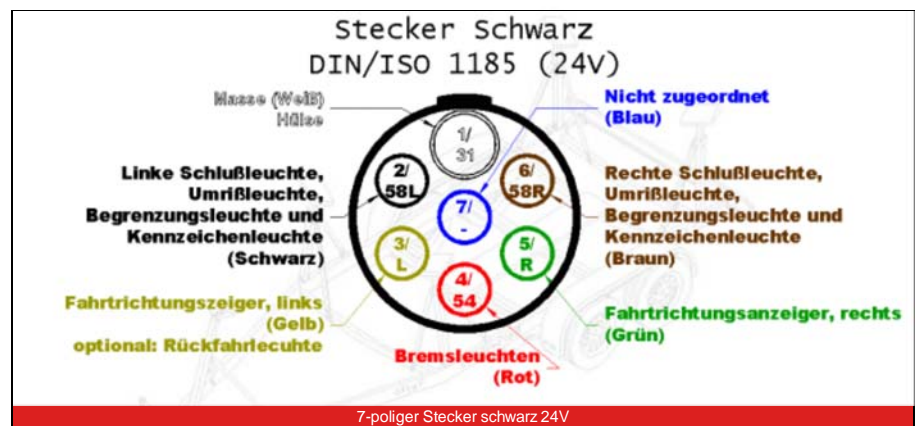 Stecker Schwarz
DIN/ISO 1185 (24V)
Masse (Weiß)
Hülse
Nicht zugeordnet
(Blau)
1/
31
Linke Schlußleuchte,
Umrißleuchte,
Begrenzungsleuchte und
Kennzeichenleuchte
(Schwarz)
2/
58L
6/
58R
Rechte Schlußleuchte,
Umrißleuchte,
Begrenzungsleuchte und
Kennzeichenleuchte
(Braun)
7/
-
3/
L
5/
R
4/
54
Fahrtrichtungszeiger, links
(Gelb)
optional: Rückfahrlecuhte
Fahrtrichtungsanzeiger, rechts
(Grün)
Bremsleuchten
(Rot)
7-poliger Stecker schwarz 24V